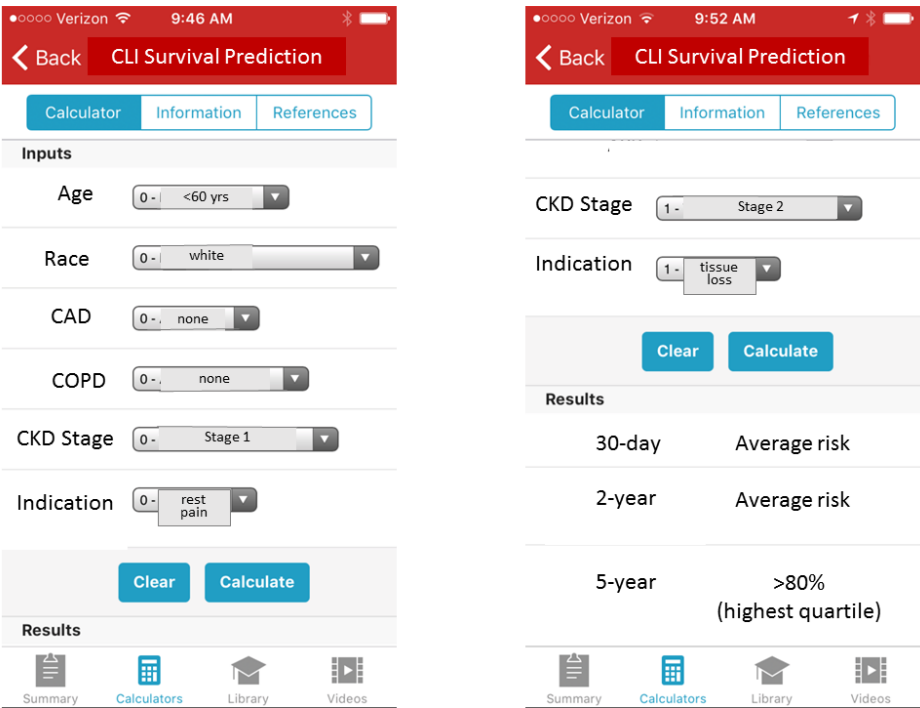 Verizon 9:46 AM
Back CLI Survival Prediction
Calculator Information References
Inputs
Age 0 - <60 yrs
Race 0 - white
CAD 0 - none
COPD 0 - none
CKD Stage 0 - Stage 1
Indication 0 - rest
pain
Clear Calculate
Results
Summary Calculators Library Videos
Verizon 9:52 AM
Back CLI Survival Prediction
Calculator Information References
CKD Stage 1 - Stage 2
Indication 1 - tissue
loss
Clear Calculate
Results
30-day Average risk
2-year Average risk
5-year >80%
(highest quartile)
Summary Calculators Library Videos